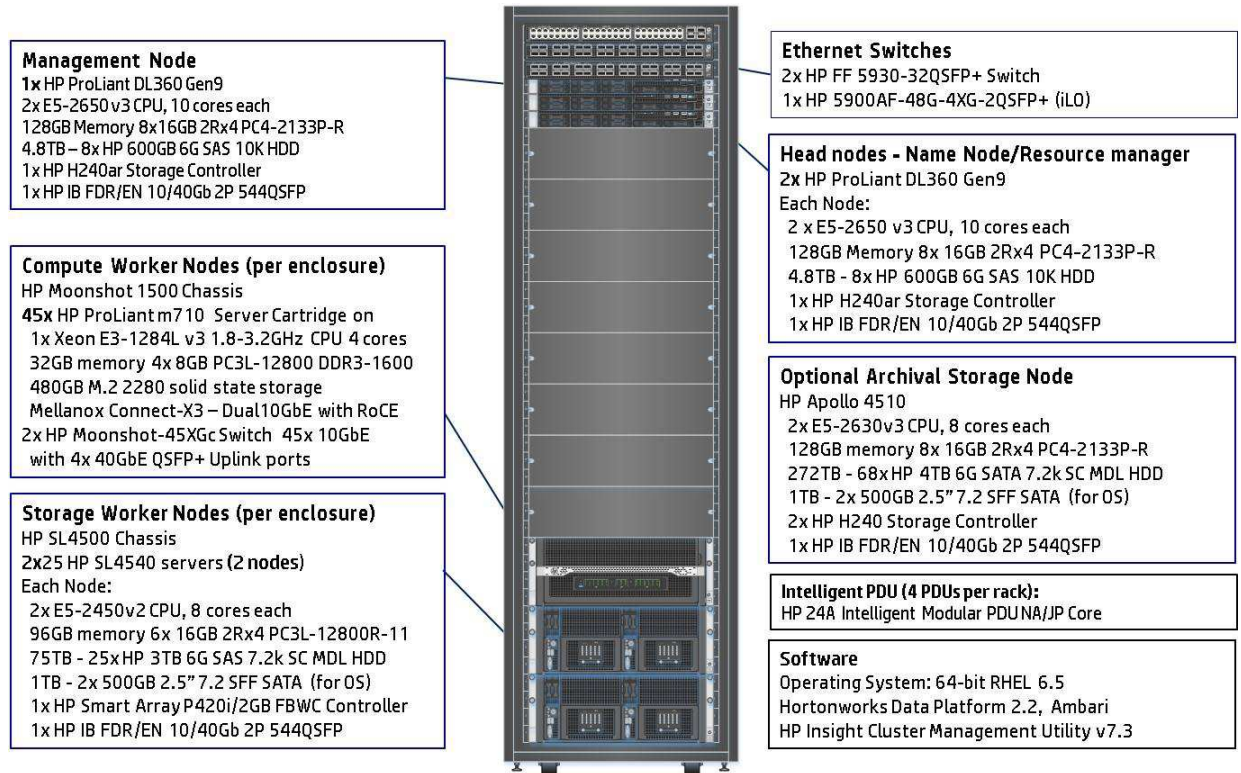 Management Node
1x HP ProLiant DL360 Gen9
2x E5-2650 v3 CPU, 10 cores each
128GB Memory 8x16GB 2Rx4 PC4-2133P-R
4.8TB – 8x HP 600GB 6G SAS 10K HDD
1x HP H240ar Storage Controller
1x HP IB FDR/EN 10/40Gb 2P 544QSFP
Compute Worker Nodes (per enclosure)
HP Moonshot 1500 Chassis
45x HP ProLiant m710 Server Cartridge on
1x Xeon E3-1284L v3 1.8-3.2GHz CPU 4 cores
32GB memory 4x 8GB PC3L-12800 DDR3-1600
480GB M.2 2280 solid state storage
Mellanox Connect-X3 – Dual10GbE with RoCE
2x HP Moonshot-45XGc Switch 45x 10GbE
with 4x 40GbE QSFP+ Uplink ports
Storage Worker Nodes (per enclosure)
HP SL4500 Chassis
2x25 HP SL4540 servers (2 nodes)
Each Node:
2x E5-2450v2 CPU, 8 cores each
96GB memory 6x 16GB 2Rx4 PC3L-12800R-11
75TB - 25x HP 3TB 6G SAS 7.2k SC MDL HDD
1TB - 2x 500GB 2.5" 7.2 SFF SATA (for OS)
1x HP Smart Array P420i/2GB FBWC Controller
1x HP IB FDR/EN 10/40Gb 2P 544QSFP
Ethernet Switches
2x HP FF 5930-32QSFP+ Switch
1x HP 5900AF-48G-4XG-2QSFP+ (iLO)
Head nodes - Name Node/Resource manager
2x HP ProLiant DL360 Gen9
Each Node:
2 x E5-2650 v3 CPU, 10 cores each
128GB Memory 8x 16GB 2Rx4 PC4-2133P-R
4.8TB - 8x HP 600GB 6G SAS 10K HDD
1x HP H240ar Storage Controller
1x HP IB FDR/EN 10/40Gb 2P 544QSFP
Optional Archival Storage Node
HP Apollo 4510
2x E5-2630v3 CPU, 8 cores each
128GB memory 8x 16GB 2Rx4 PC4-2133P-R
272TB - 68x HP 4TB 6G SATA 7.2k SC MDL HDD
1TB - 2x 500GB 2.5" 7.2 SFF SATA (for OS)
2x HP H240 Storage Controller
1x HP IB FDR/EN 10/40Gb 2P 544QSFP
Intelligent PDU (4 PDUs per rack):
HP 24A Intelligent Modular PDU NA/JP Core
Software
Operating System: 64-bit RHEL 6.5
Hortonworks Data Platform 2.2, Ambari
HP Insight Cluster Management Utility v7.3